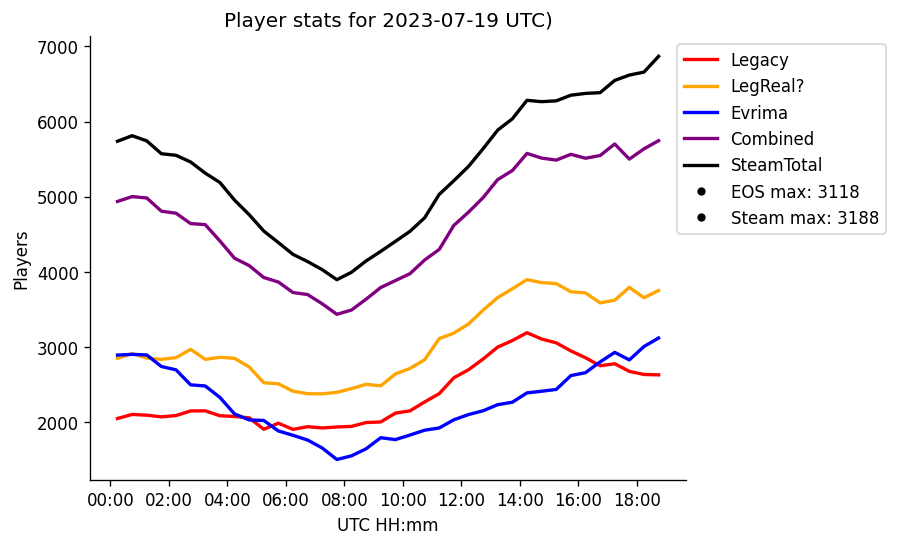 Player stats for 2023-07-19 UTC)
7000
6000
5000
4000
3000
2000
Players
00:00 02:00 04:00 06:00 08:00 10:00 12:00 14:00 16:00 18:00
UTC HH:mm
Legacy
LegReal?
Evrima
Combined
SteamTotal
EOS max: 3118
Steam max: 3188